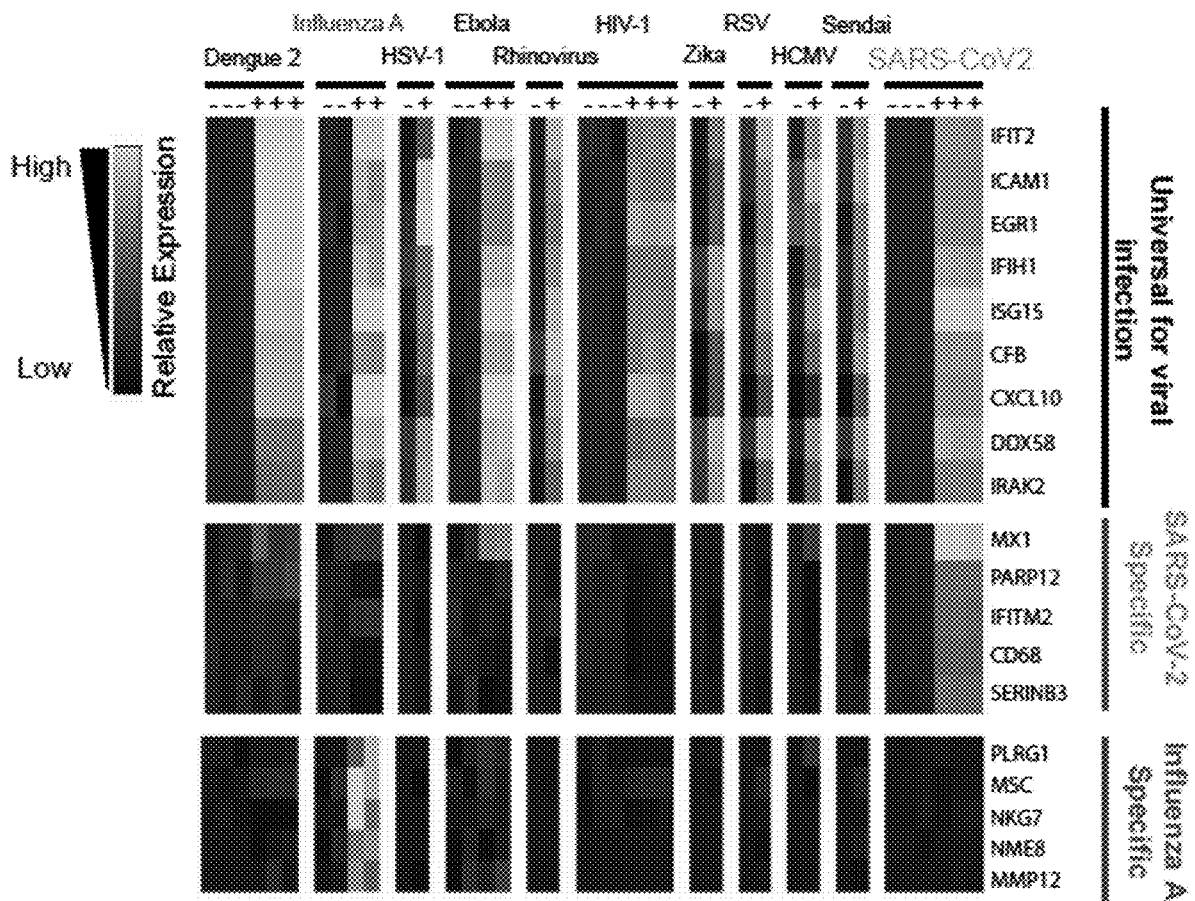 Influenza A Ebola HIV-1 RSV Sendai
Dengue 2 HSV-1 Rhinovirus Zika HCMV SARS-CoV2
---+++ --++ -+ --++ -+ ---+++ -+ -+ -+ -+ ---+++
High
Low
Relative Expression
IFIT2
ICAM1
EGR1
IFIH1
ISG15
CFB
CXCL10
DDX58
IRAK2
Universal for viral
infection
MX1
PARP12
IFITM2
CD68
SERINB3
SARS-CoV-2
Specific
PLRG1
MSC
NKG7
NME8
MMP12
Influenza A
Specific